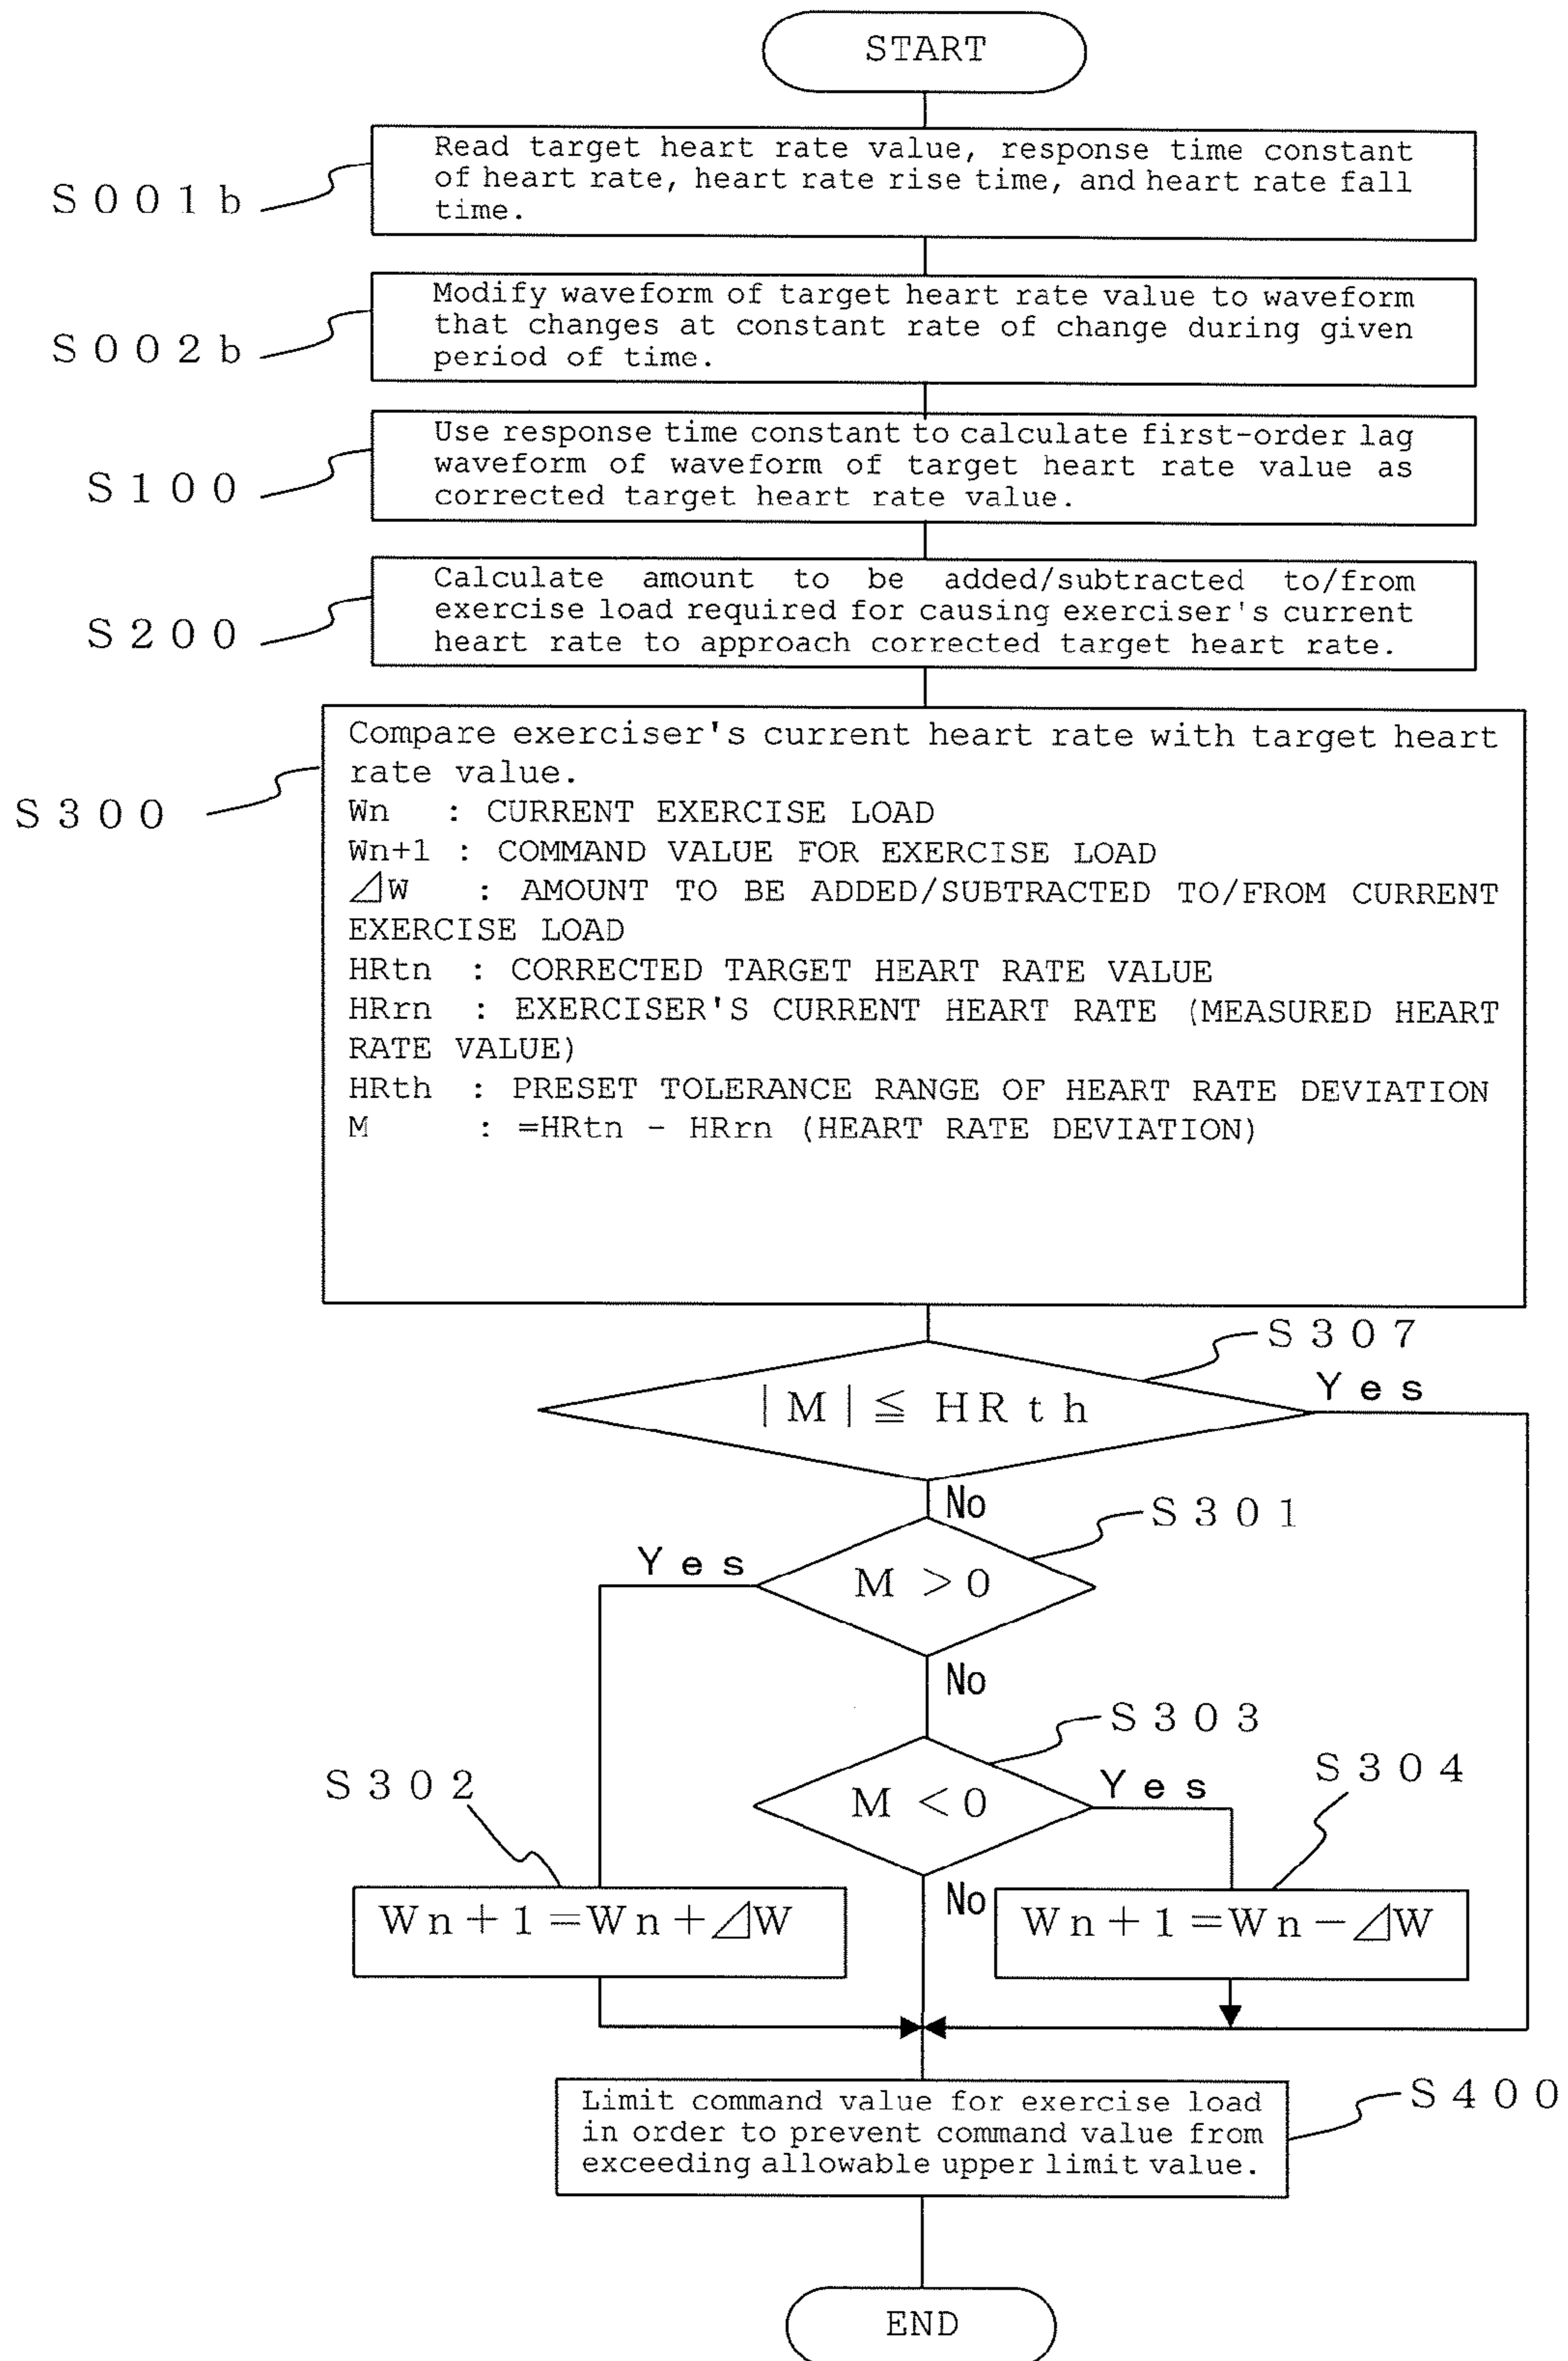 START
Read target heart rate value, response time constant
of heart rate, heart rate rise time, and heart rate fall
time.
S001b
Modify waveform of target heart rate value to waveform
that changes at constant rate of change during given
period of time.
S002b
Use response time constant to calculate first-order lag
waveform of waveform of target heart rate value as
corrected target heart rate value.
S100
Calculate amount to be added/subtracted to/from
exercise load required for causing exerciser's current
heart rate to approach corrected target heart rate.
S200
Compare exerciser's current heart rate with target heart
rate value.
S300
Wn : CURRENT EXERCISE LOAD
Wn+1 : COMMAND VALUE FOR EXERCISE LOAD
⊿W : AMOUNT TO BE ADDED/SUBTRACTED TO/FROM CURRENT
EXERCISE LOAD
HRtn : CORRECTED TARGET HEART RATE VALUE
HRrn : EXERCISER'S CURRENT HEART RATE (MEASURED HEART
RATE VALUE)
HRth : PRESET TOLERANCE RANGE OF HEART RATE DEVIATION
M : =HRtn - HRrn (HEART RATE DEVIATION)
S307
|M|≦ HRth
Yes
No
S301
Yes
M >0
No
S303
M <0
Yes
S304
S302
No
Wn+1=Wn+⊿W
Wn+1=Wn-⊿W
Limit command value for exercise load
in order to prevent command value from
exceeding allowable upper limit value.
S400
END